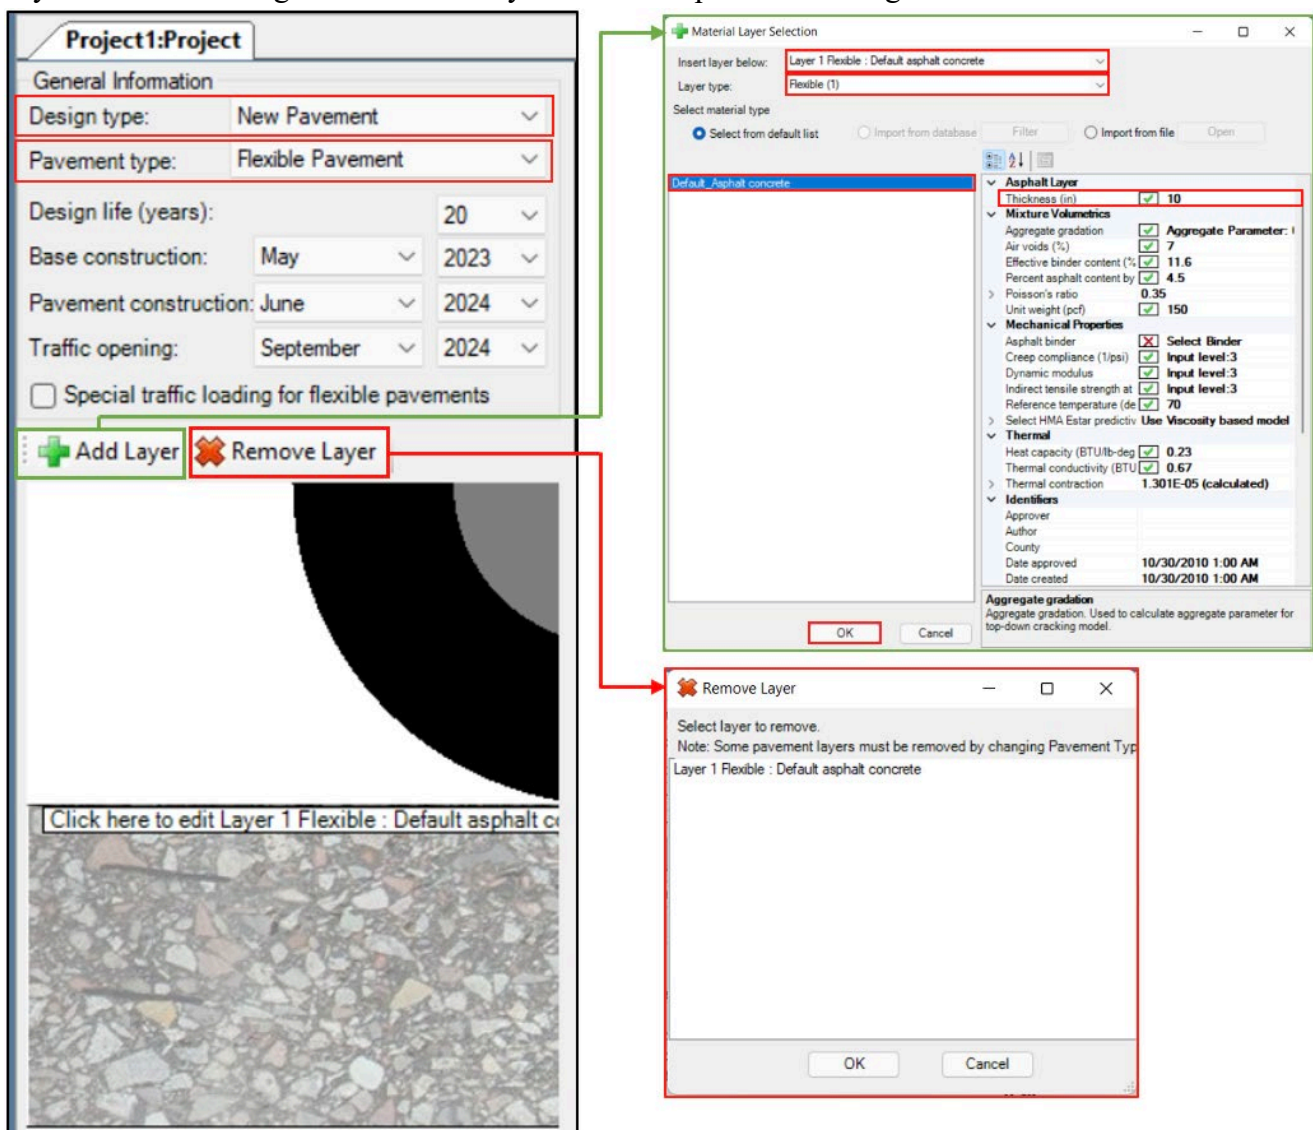 Project1:Project
General Information
Design type: New Pavement
Pavement type: Flexible Pavement
Design life (years): 20
Base construction: May 2023
Pavement construction: June 2024
Traffic opening: September 2024
Special traffic loading for flexible pavements
Add Layer Remove Layer
Click here to edit Layer 1 Flexible : Default asphalt
Material Layer Selection
Insert layer below: Layer 1 Flexible : Default asphalt concrete
Layer type: Flexible (1)
Select material type
Select from default list Import from database Filter Import from file Open
Default_Asphalt concrete
Asphalt Layer
Thickness (in) 10
Mixture Volumetrics
Aggregate gradation Aggregate Parameter:
Air voids (%) 7
Effective binder content (% 11.6
Percent asphalt content by 4.5
Poisson's ratio 0.35
Unit weight (pcf) 150
Mechanical Properties
Asphalt binder Select Binder
Creep compliance (1/psi) Input level:3
Dynamic modulus Input level:3
Indirect tensile strength at Input level:3
Reference temperature (de 70
Select HMA Estar predictiv Use Viscosity based model
Thermal
Heat capacity (BTU/lb-deg 0.23
Thermal conductivity (BTU 0.67
Thermal contraction 1.301E-05 (calculated)
Identifiers
Approver
Author
County
Date approved 10/30/2010 1:00 AM
Date created 10/30/2010 1:00 AM
Aggregate gradation
Aggregate gradation. Used to calculate aggregate parameter for
top-down cracking model.
OK Cancel
Remove Layer
Select layer to remove.
Note: Some pavement layers must be removed by changing Pavement Typ
Layer 1 Flexible : Default asphalt concrete
OK Cancel